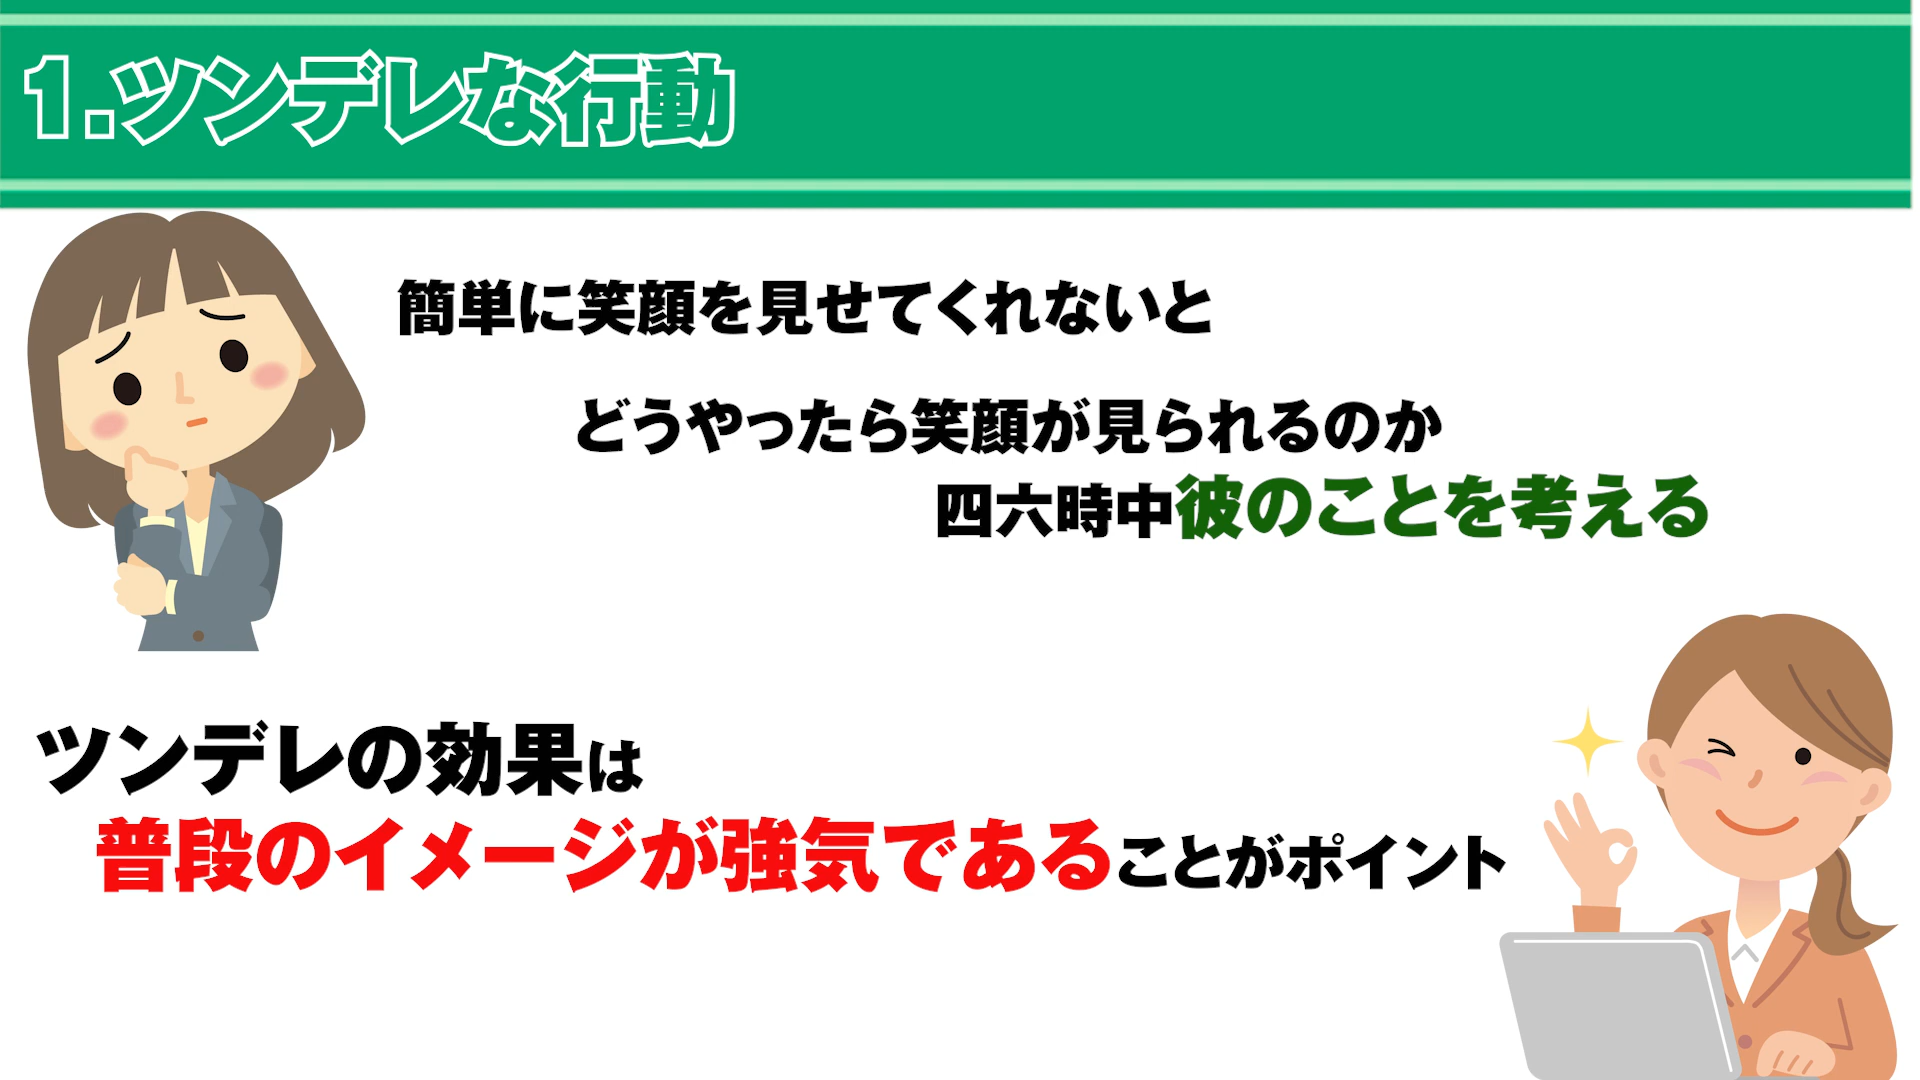 1.ツンデレな行動
簡単に笑顔を見せてくれないと
どうやったら笑顔が見られるのか
四六時中彼のことを考える
ツンデレの効果は
普段のイメージが強気であることがポイント